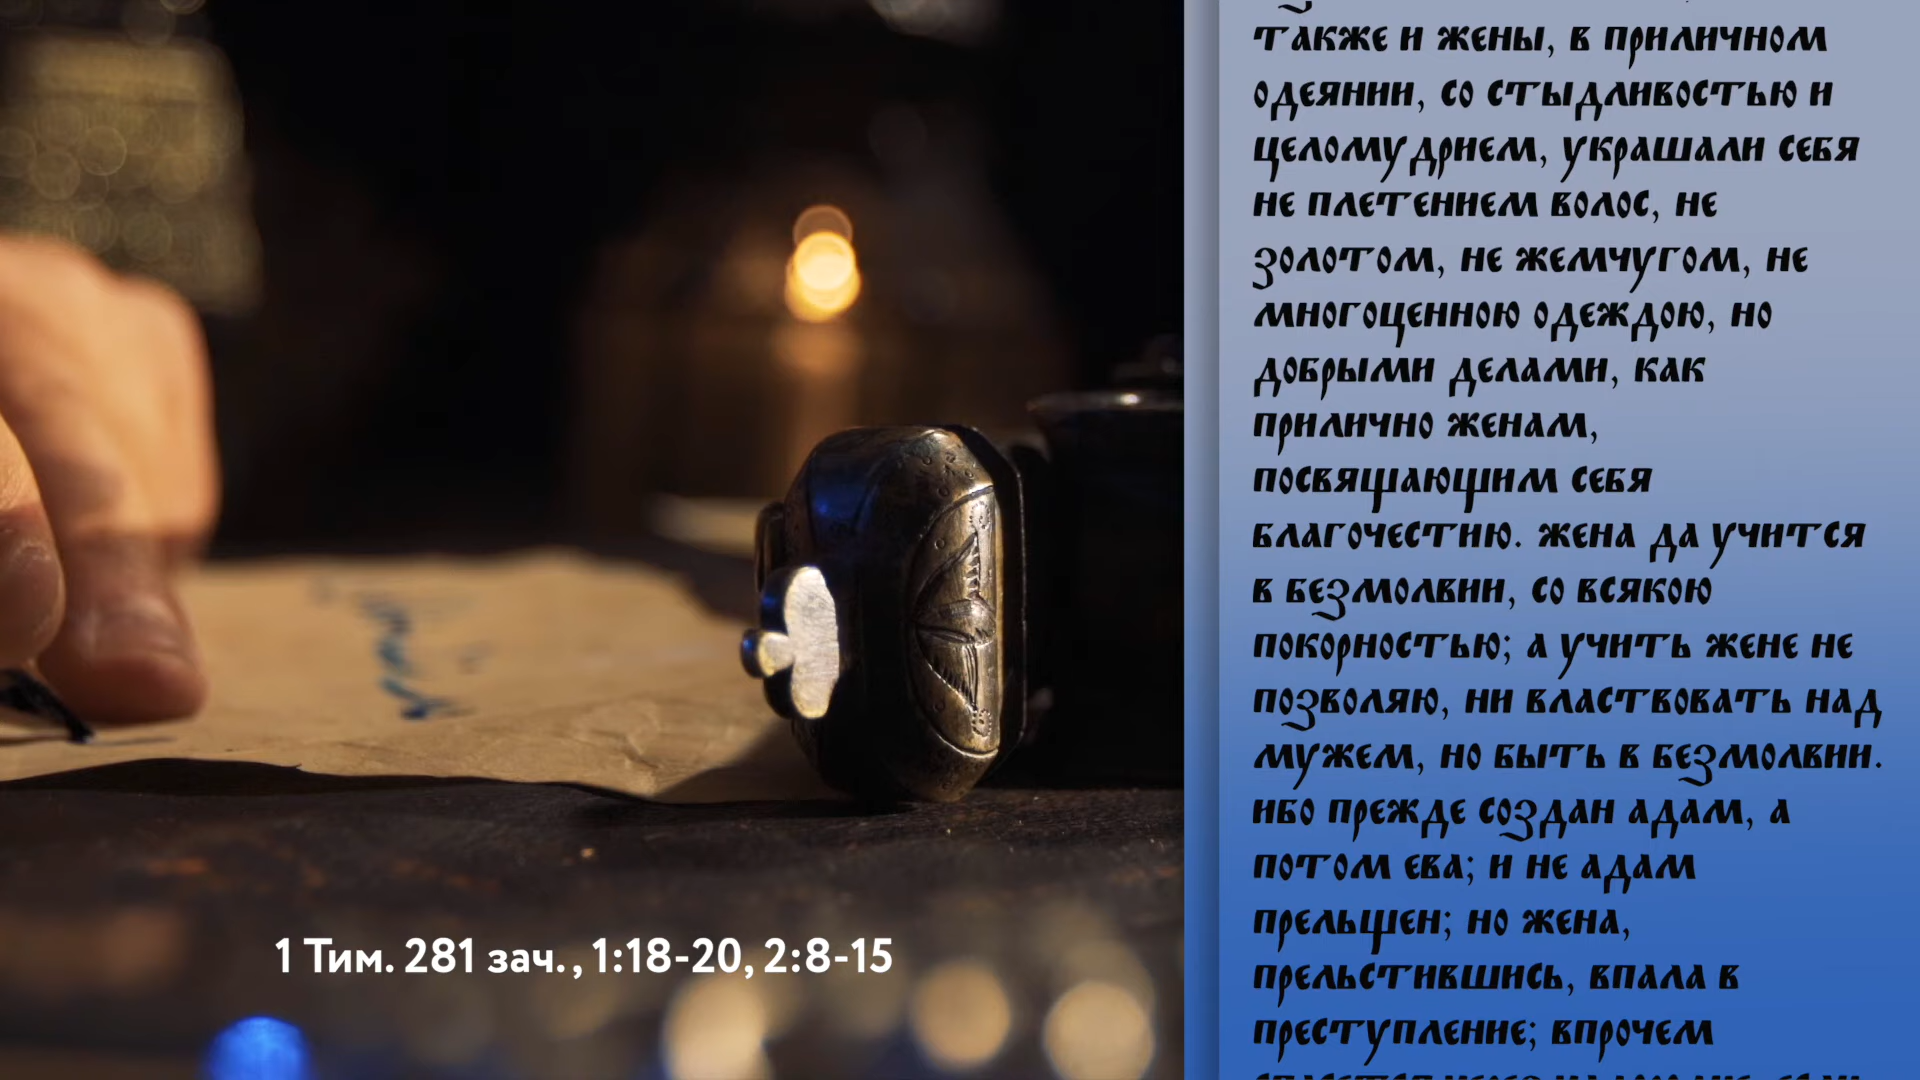 также и жены, в приличном
одеянии, со стыдливостью и
целомудрием, украшали себя
не плетением волос, не
золотом, не жемчугом, не
многоценною одеждою, но
добрыми делами, как
прилично женам,
посвящающим себя
благочестию. жена да учится
в безмолвии, со всякою
покорностью; а учить жене не
позволяю, ни властвовать над
мужем, но быть в безмолвии.
ибо прежде создан адам, а
потом ева; и не адам
прельщен; но жена,
прельстившись, впала в
преступление; впрочем
1 Тим. 281 зач., 1:18-20, 2:8-15